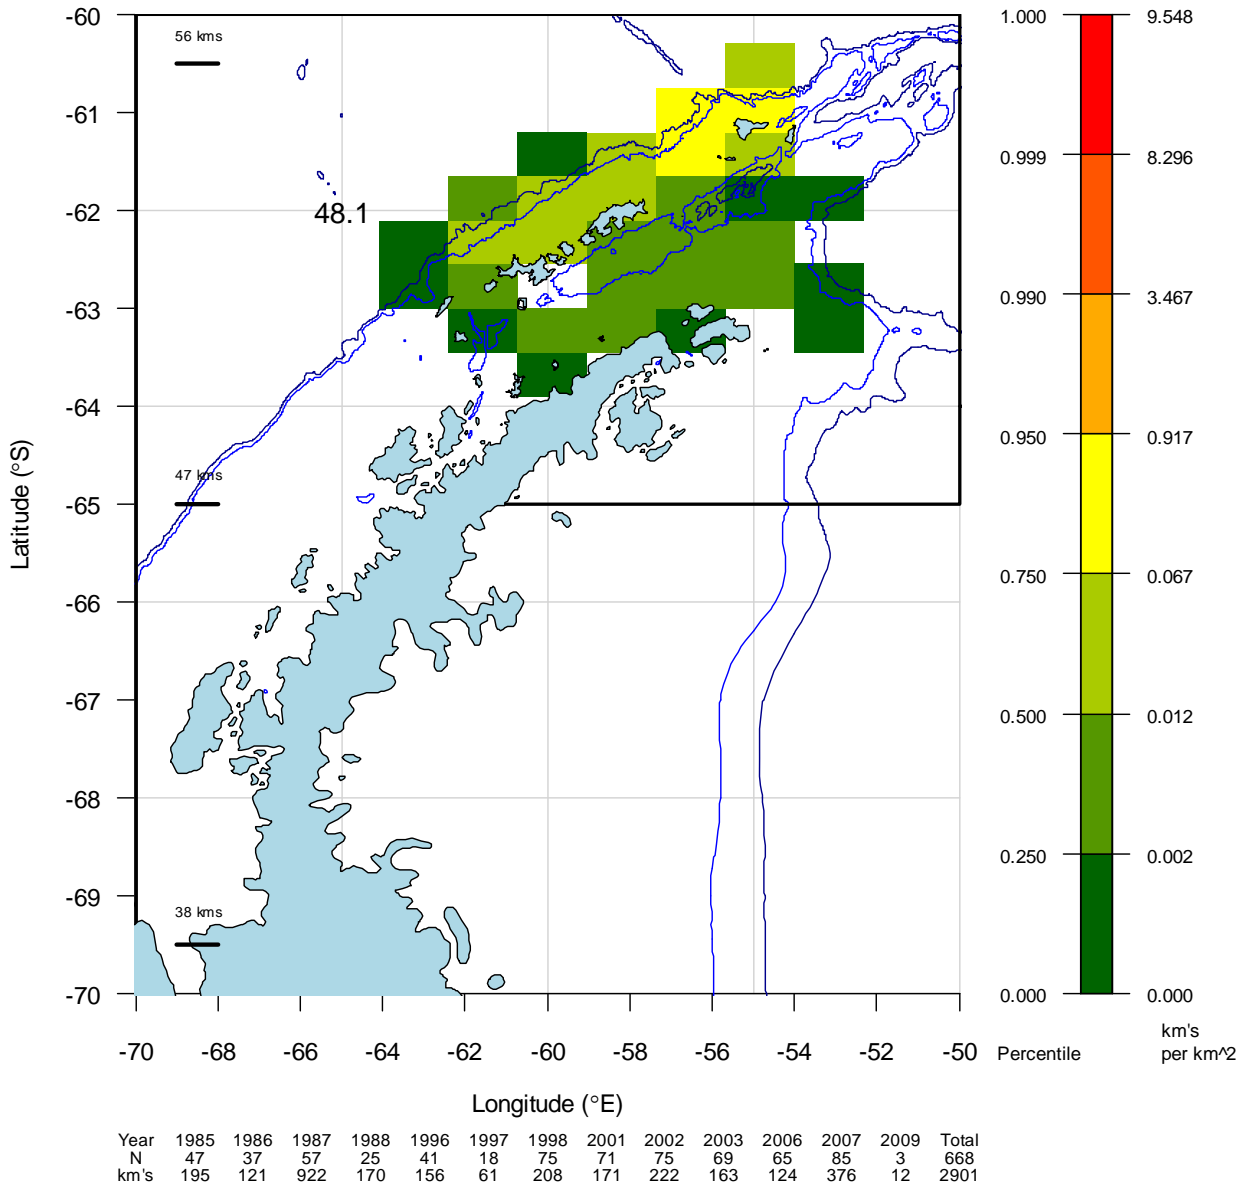 -60 56 kms 1.000 9.548
-61
0.999 8.296
-62 48.1
-63 0.990 3.467
-64
0.950 0.917
47 kms
-65
Latitude (°S)
0.750 0.067
-66
-67
0.500 0.012
-68
0.250 0.002
-69 38 kms
-70 0.000 0.000
-70 -68 -66 -64 -62 -60 -58 -56 -54 -52 -50 Percentile km's
per km^2
Longitude (°E)
Year 1985 1986 1987 1988 1996 1997 1998 2001 2002 2003 2006 2007 2009 Total
N 47 37 57 25 41 18 75 71 75 69 65 85 3 668
km's 195 121 922 170 156 61 208 171 222 163 124 376 12 2901